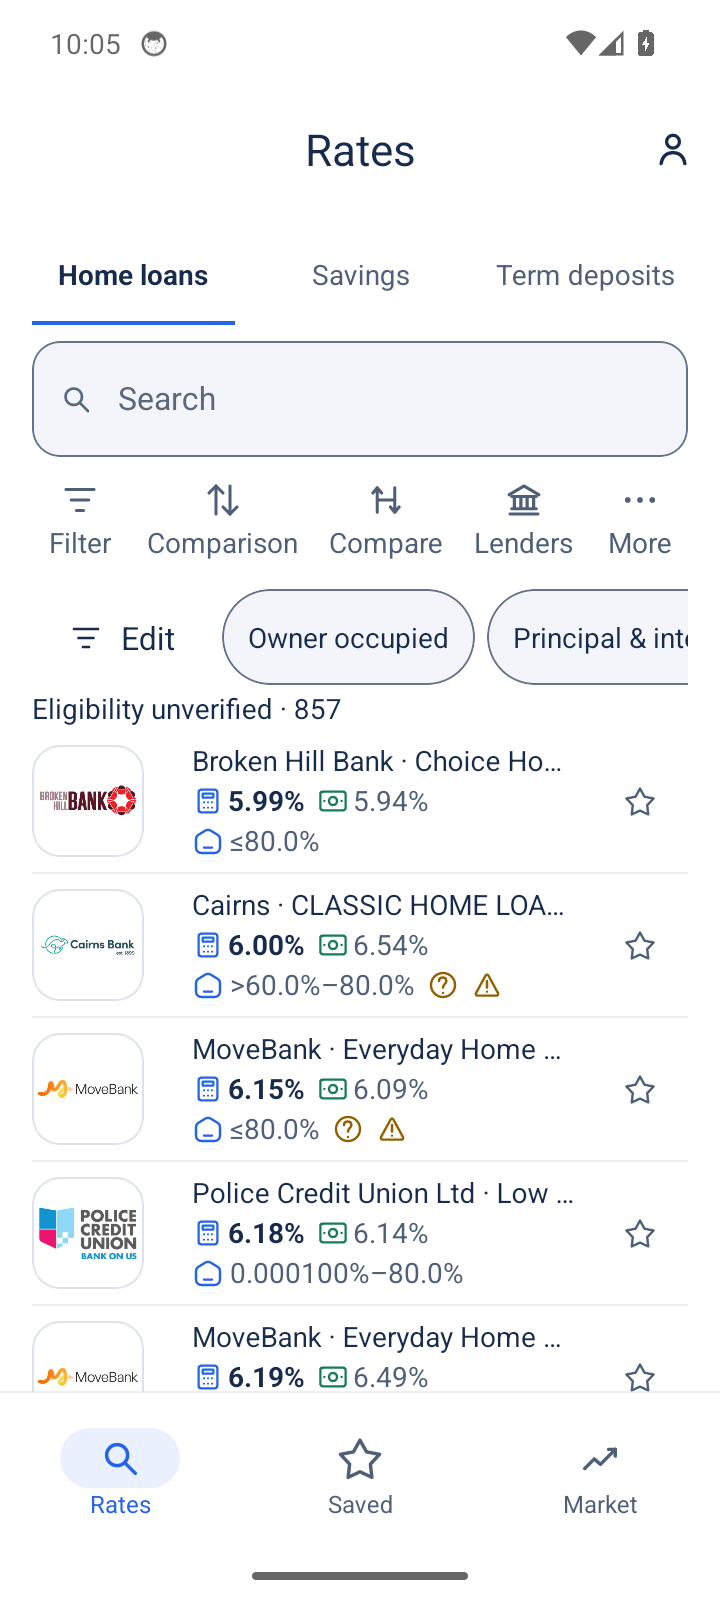 10:05
Rates
Home loans Savings Term deposits
Search
Filter Comparison Compare Lenders More
Edit Owner occupied Principal & inte
Eligibility unverified · 857
BROKEN HILL BANK
Broken Hill Bank · Choice Ho...
5.99% 5.94%
≤80.0%
Cairns Bank
est. 1899
Cairns · CLASSIC HOME LOA...
6.00% 6.54%
>60.0%–80.0%
MoveBank
MoveBank · Everyday Home ...
6.15% 6.09%
≤80.0%
POLICE
CREDIT
UNION
BANK ON US
Police Credit Union Ltd · Low ...
6.18% 6.14%
0.000100%–80.0%
MoveBank
MoveBank · Everyday Home ...
6.19% 6.49%
Rates Saved Market